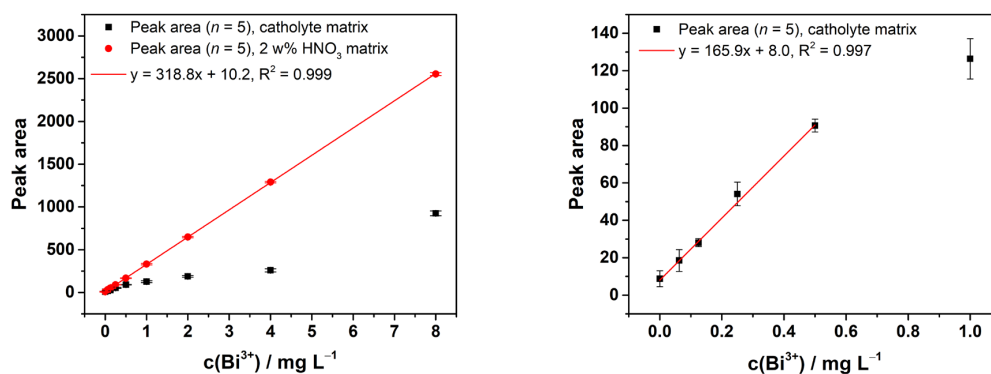 Peak area (n = 5), catholyte matrix
Peak area (n = 5), 2 w% HNO₃ matrix
y = 318.8x + 10.2, R² = 0.999
3000
2500
2000
1500
1000
500
0
Peak area
0 1 2 3 4 5 6 7 8
c(Bi³⁺) / mg L⁻¹
Peak area (n = 5), catholyte matrix
y = 165.9x + 8.0, R² = 0.997
140
120
100
80
60
40
20
0
Peak area
0.0 0.2 0.4 0.6 0.8 1.0
c(Bi³⁺) / mg L⁻¹